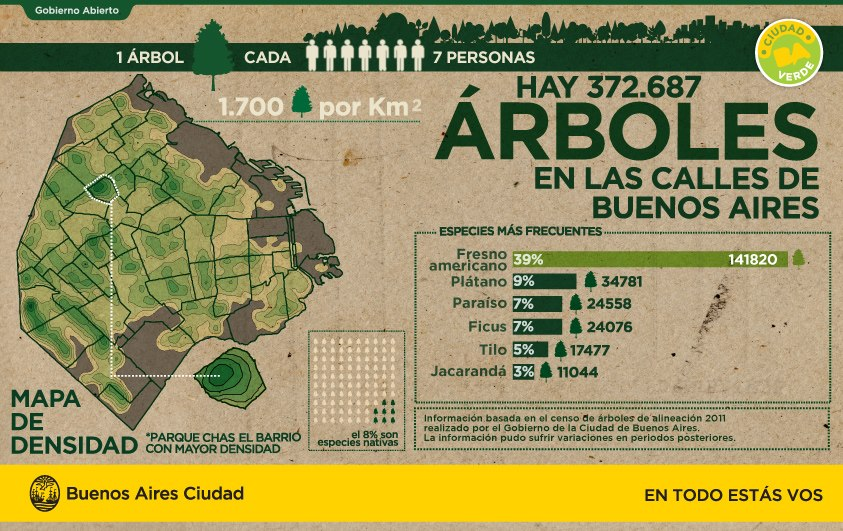 Gobierno Abierto
1 ÁRBOL CADA 7 PERSONAS
CIUDAD VERDE
1.700 por Km²
HAY 372.687
ÁRBOLES
EN LAS CALLES DE
BUENOS AIRES
ESPECIES MÁS FRECUENTES
Fresno
americano 39% 141820
Plátano 9% 34781
Paraíso 7% 24558
Ficus 7% 24076
Tilo 5% 17477
Jacarandá 3% 11044
MAPA
DE
DENSIDAD
*PARQUE CHAS EL BARRIO
CON MAYOR DENSIDAD
el 8% son
especies nativas
Información basada en el censo de árboles de alineación 2011
realizado por el Gobierno de la Ciudad de Buenos Aires.
La información pudo sufrir variaciones en periodos posteriores.
Buenos Aires Ciudad
EN TODO ESTÁS VOS